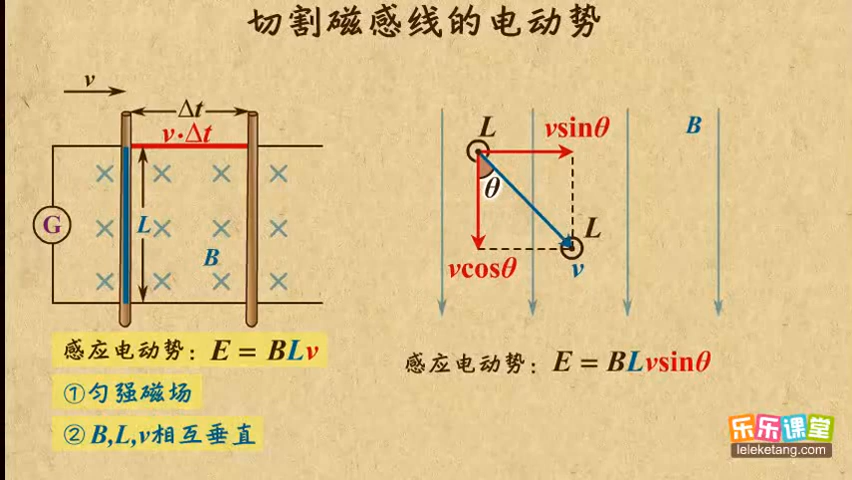 切割磁感线的电动势
v
Δt
v·Δt
G
L
B
感应电动势：E = BLv
①匀强磁场
②B,L,v相互垂直
L
vsinθ
B
θ
L
vcosθ
v
感应电动势：E = BLvsinθ
乐乐课堂
leleketang.com